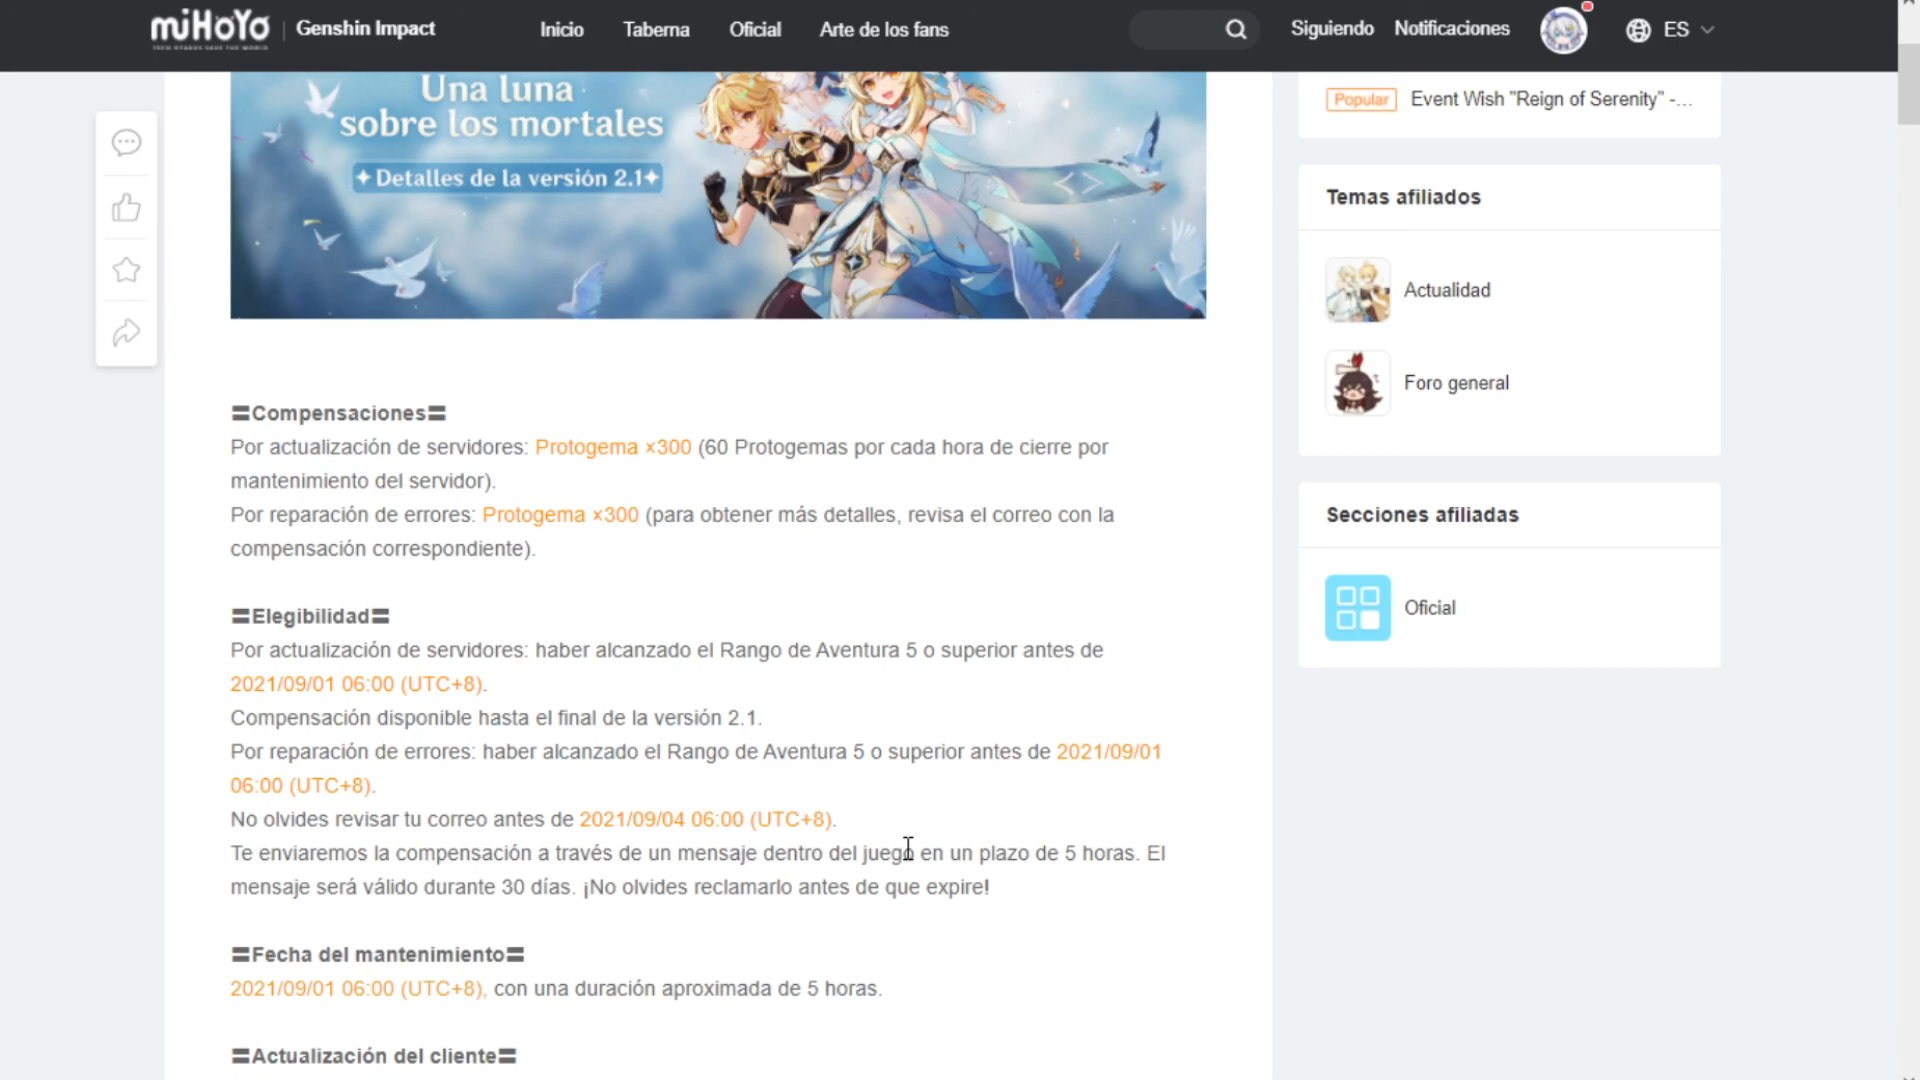 miHoYo
TECH OTAKUS SAVE THE WORLD
Genshin Impact
Inicio
Taberna
Oficial
Arte de los fans
Siguiendo
Notificaciones
ES
Una luna
sobre los mortales
✦Detalles de la versión 2.1✦
〓Compensaciones〓
Por actualización de servidores: Protogema ×300 (60 Protogemas por cada hora de cierre por
mantenimiento del servidor).
Por reparación de errores: Protogema ×300 (para obtener más detalles, revisa el correo con la
compensación correspondiente).
〓Elegibilidad〓
Por actualización de servidores: haber alcanzado el Rango de Aventura 5 o superior antes de
2021/09/01 06:00 (UTC+8).
Compensación disponible hasta el final de la versión 2.1.
Por reparación de errores: haber alcanzado el Rango de Aventura 5 o superior antes de 2021/09/01
06:00 (UTC+8).
No olvides revisar tu correo antes de 2021/09/04 06:00 (UTC+8).
Te enviaremos la compensación a través de un mensaje dentro del juego en un plazo de 5 horas. El
mensaje será válido durante 30 días. ¡No olvides reclamarlo antes de que expire!
〓Fecha del mantenimiento〓
2021/09/01 06:00 (UTC+8), con una duración aproximada de 5 horas.
〓Actualización del cliente〓
Popular
Event Wish "Reign of Serenity" -...
Temas afiliados
Actualidad
Foro general
Secciones afiliadas
Oficial